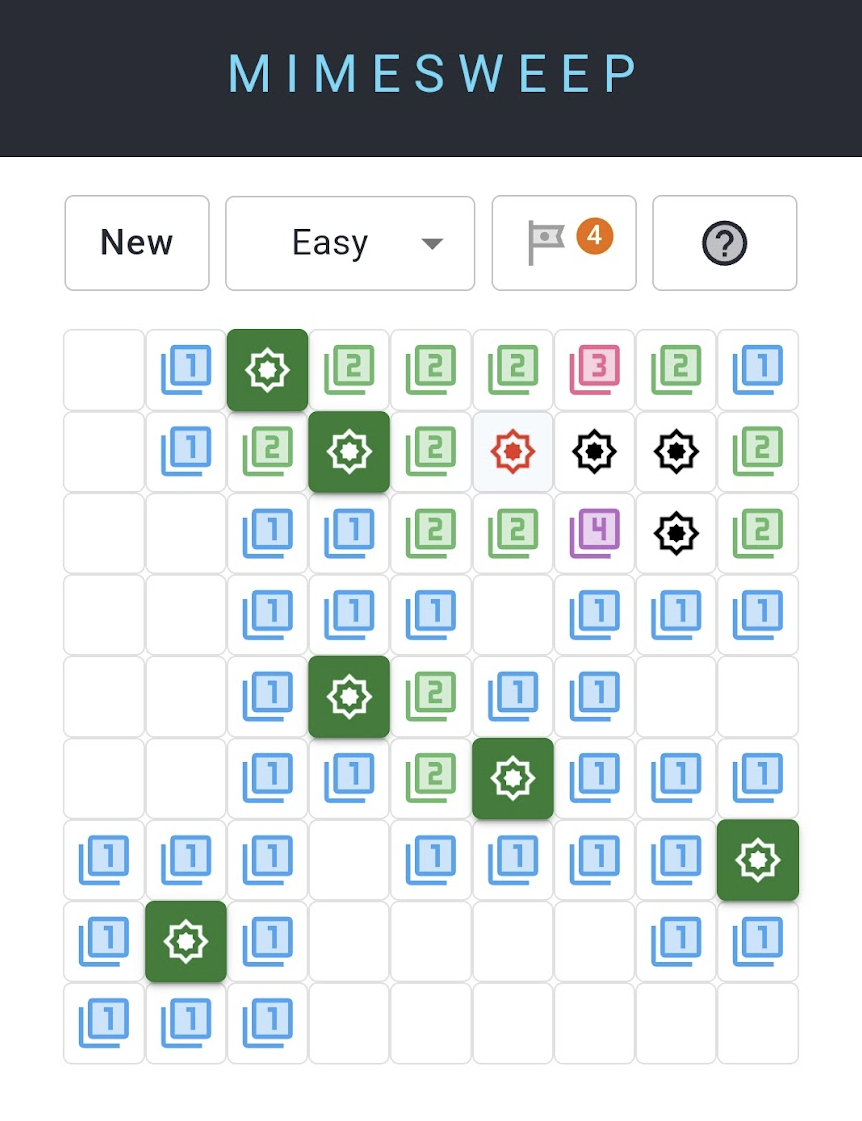 MIMESWEEP
New Easy 4 ?
1 2 2 2 3 2 1
1 2 2 2
1 1 2 2 4 2
1 1 1 1 1 1
1 2 1 1
1 1 2 1 1 1
1 1 1 1 1 1 1
1 1 1 1
1 1 1